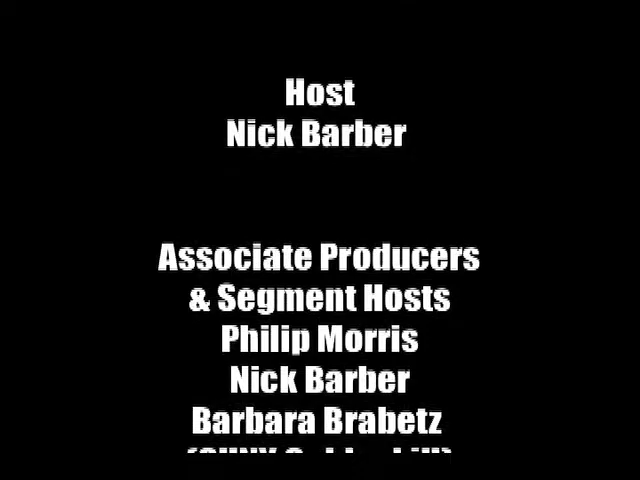 Host
Nick Barber
Associate Producers
& Segment Hosts
Philip Morris
Nick Barber
Barbara Brabetz